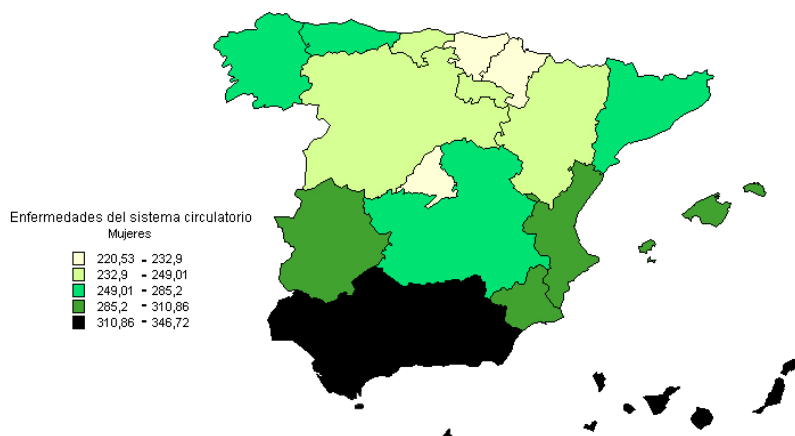 Enfermedades del sistema circulatorio
Mujeres
220,53 - 232,9
232,9 - 249,01
249,01 - 285,2
285,2 - 310,86
310,86 - 346,72